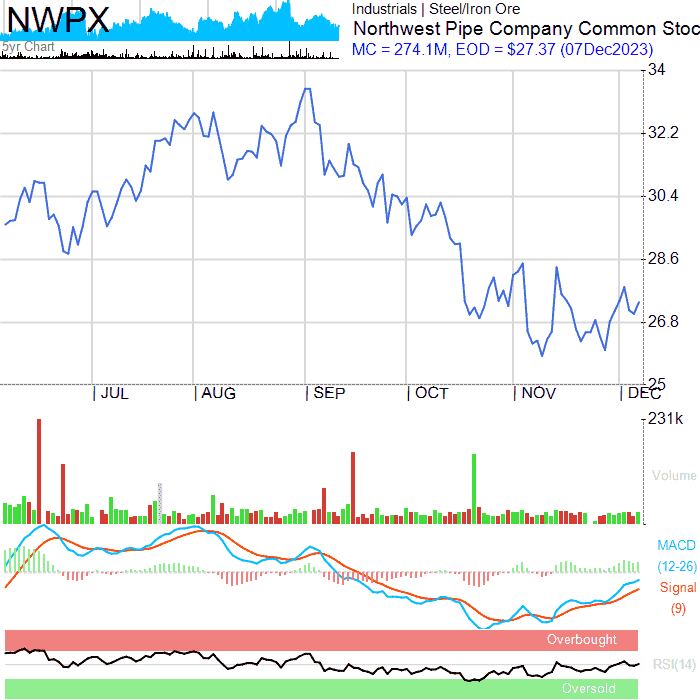 NWPX
5yr Chart
Industrials | Steel/Iron Ore
Northwest Pipe Company Common Stoc
MC = 274.1M, EOD = $27.37 (07Dec2023)
34
32.2
30.4
28.6
26.8
25
JUL AUG SEP OCT NOV DEC
231k
Volume
MACD
(12-26)
Signal
(9)
Overbought
RSI(14)
Oversold